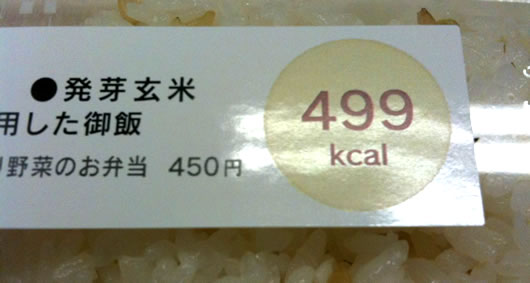 ●発芽玄米
用した御飯
野菜のお弁当 450円
499
kcal